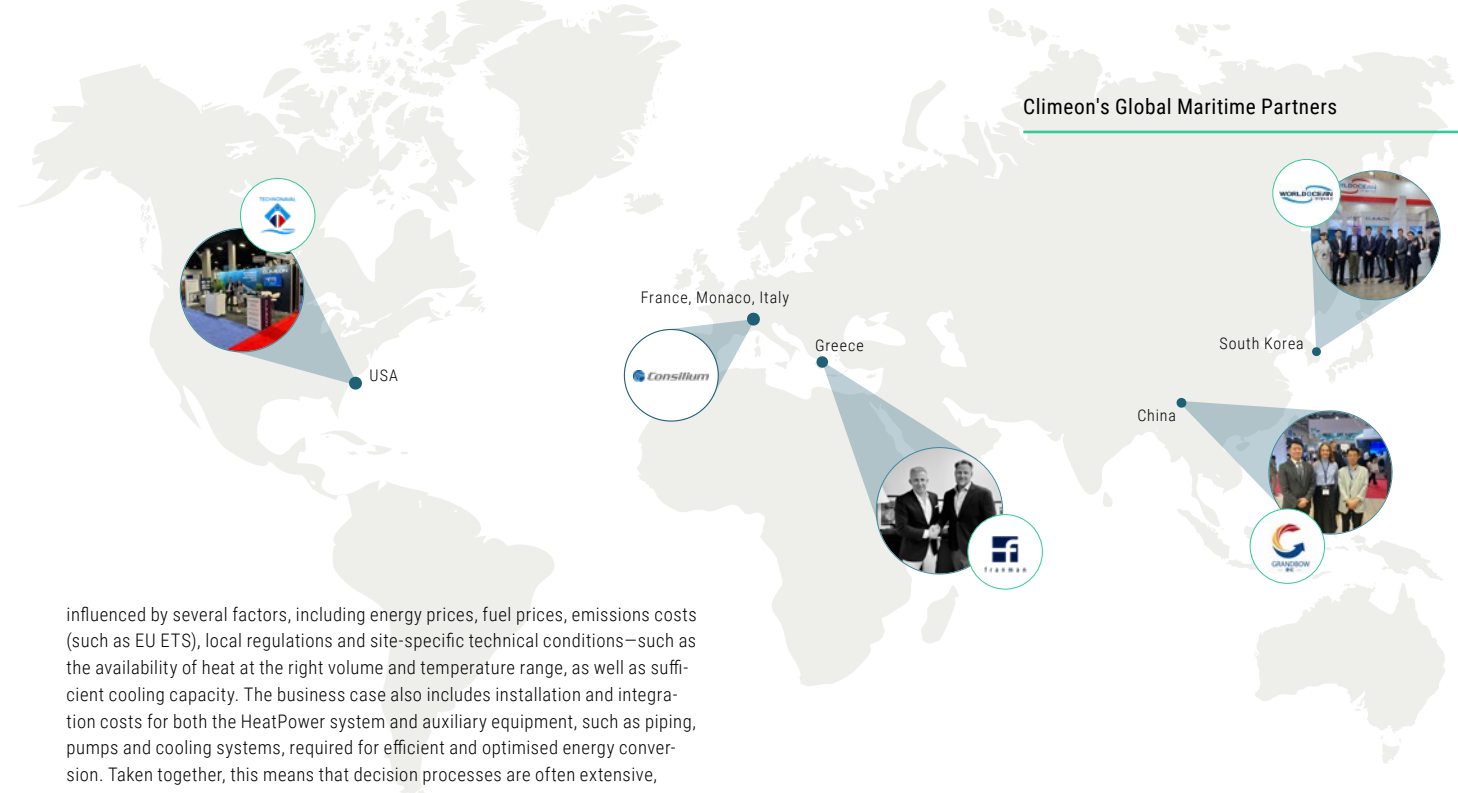 Climeon's Global Maritime Partners
TECHNONAVAL
CLIMEON
USA
France, Monaco, Italy
Consilium
Greece
franman
WORLDOCEAN
South Korea
China
GRANDBOW
influenced by several factors, including energy prices, fuel prices, emissions costs
(such as EU ETS), local regulations and site-specific technical conditions—such as
the availability of heat at the right volume and temperature range, as well as suffi-
cient cooling capacity. The business case also includes installation and integra-
tion costs for both the HeatPower system and auxiliary equipment, such as piping,
pumps and cooling systems, required for efficient and optimised energy conver-
sion. Taken together, this means that decision processes are often extensive,